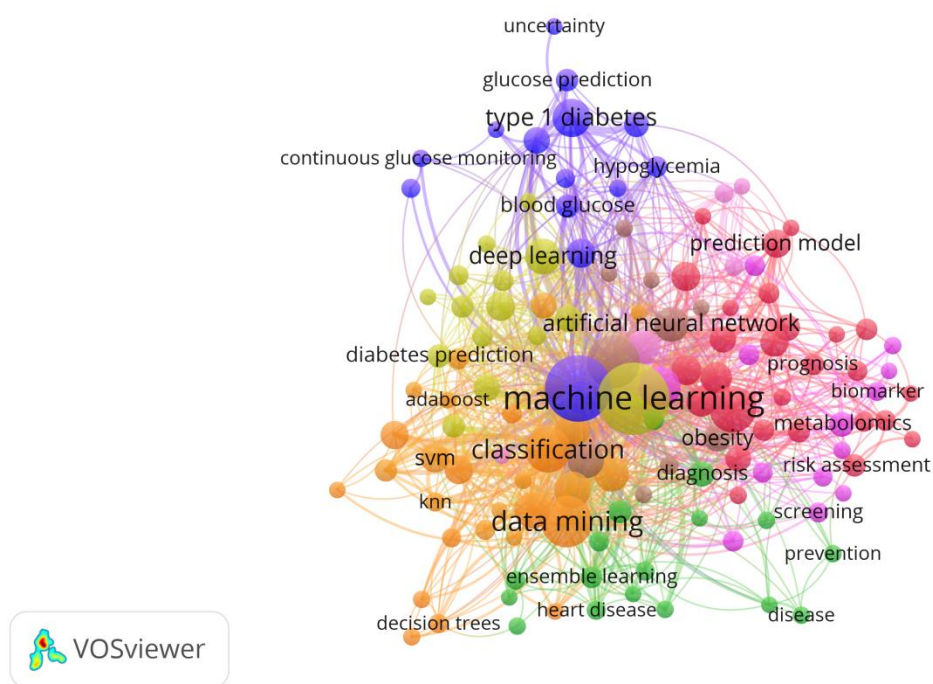 uncertainty
glucose prediction
type 1 diabetes
continuous glucose monitoring
hypoglycemia
blood glucose
prediction model
deep learning
artificial neural network
diabetes prediction
prognosis
adaboost
machine learning
biomarker
metabolomics
obesity
classification
svm
diagnosis
risk assessment
knn
data mining
screening
prevention
ensemble learning
heart disease
disease
decision trees
VOSviewer